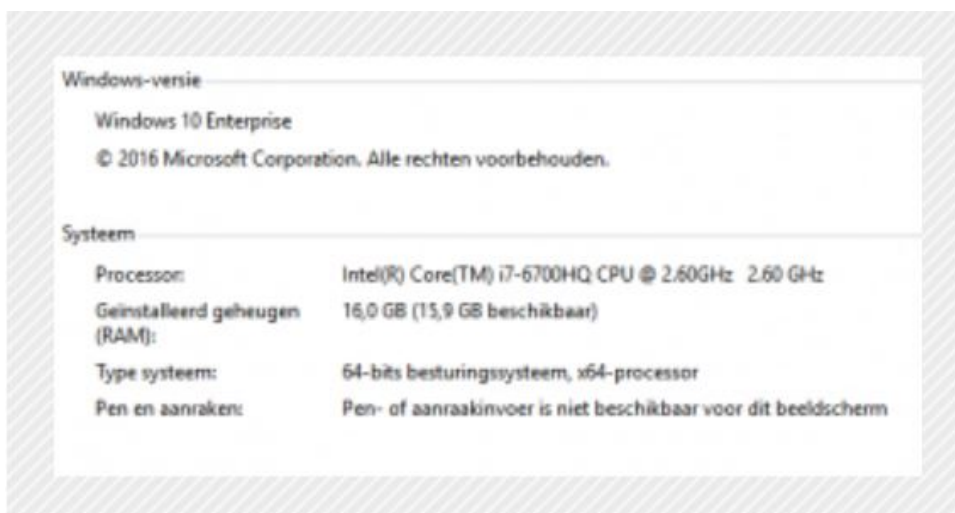 Windows-versie
Windows 10 Enterprise
© 2016 Microsoft Corporation. Alle rechten voorbehouden.
Systeem
Processor: Intel(R) Core(TM) i7-6700HQ CPU @ 2.60GHz 2.60 GHz
Geïnstalleerd geheugen 16,0 GB (15,9 GB beschikbaar)
(RAM):
Type systeem: 64-bits besturingssysteem, x64-processor
Pen en aanraken: Pen- of aanraakinvoer is niet beschikbaar voor dit beeldscherm